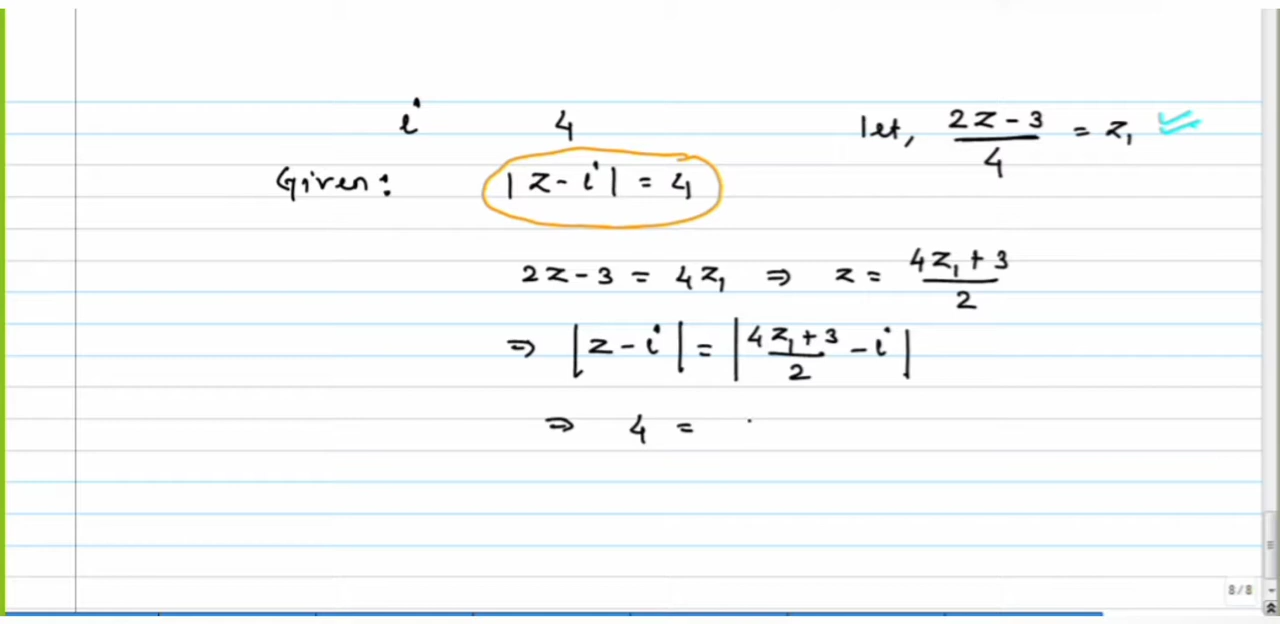 i 4 let, (2z - 3)/4 = z₁
Given: |z - i| = 4
2z - 3 = 4z₁ ⇒ z = (4z₁ + 3)/2
⇒ |z - i| = |(4z₁ + 3)/2 - i|
⇒ 4 =
8/8